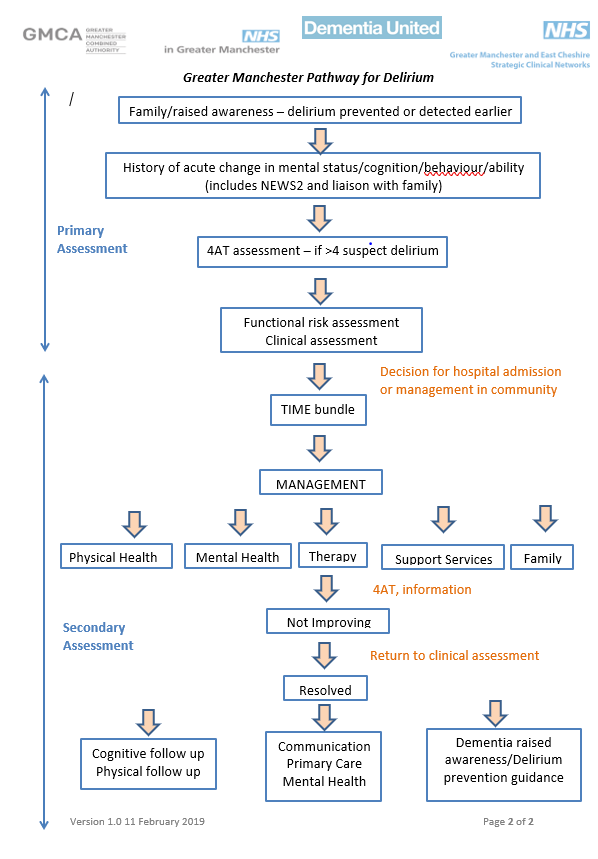 GMCA
GREATER
MANCHESTER
COMBINED
AUTHORITY
NHS
in Greater Manchester
Dementia United
NHS
Greater Manchester and East Cheshire
Strategic Clinical Networks
Greater Manchester Pathway for Delirium
/
Family/raised awareness – delirium prevented or detected earlier
History of acute change in mental status/cognition/behaviour/ability
(includes NEWS2 and liaison with family)
Primary
Assessment
4AT assessment – if >4 suspect delirium
Functional risk assessment
Clinical assessment
Decision for hospital admission
or management in community
TIME bundle
MANAGEMENT
Physical Health
Mental Health
Therapy
Support Services
Family
4AT, information
Not Improving
Secondary
Assessment
Return to clinical assessment
Resolved
Cognitive follow up
Physical follow up
Communication
Primary Care
Mental Health
Dementia raised
awareness/Delirium
prevention guidance
Version 1.0 11 February 2019
Page 2 of 2